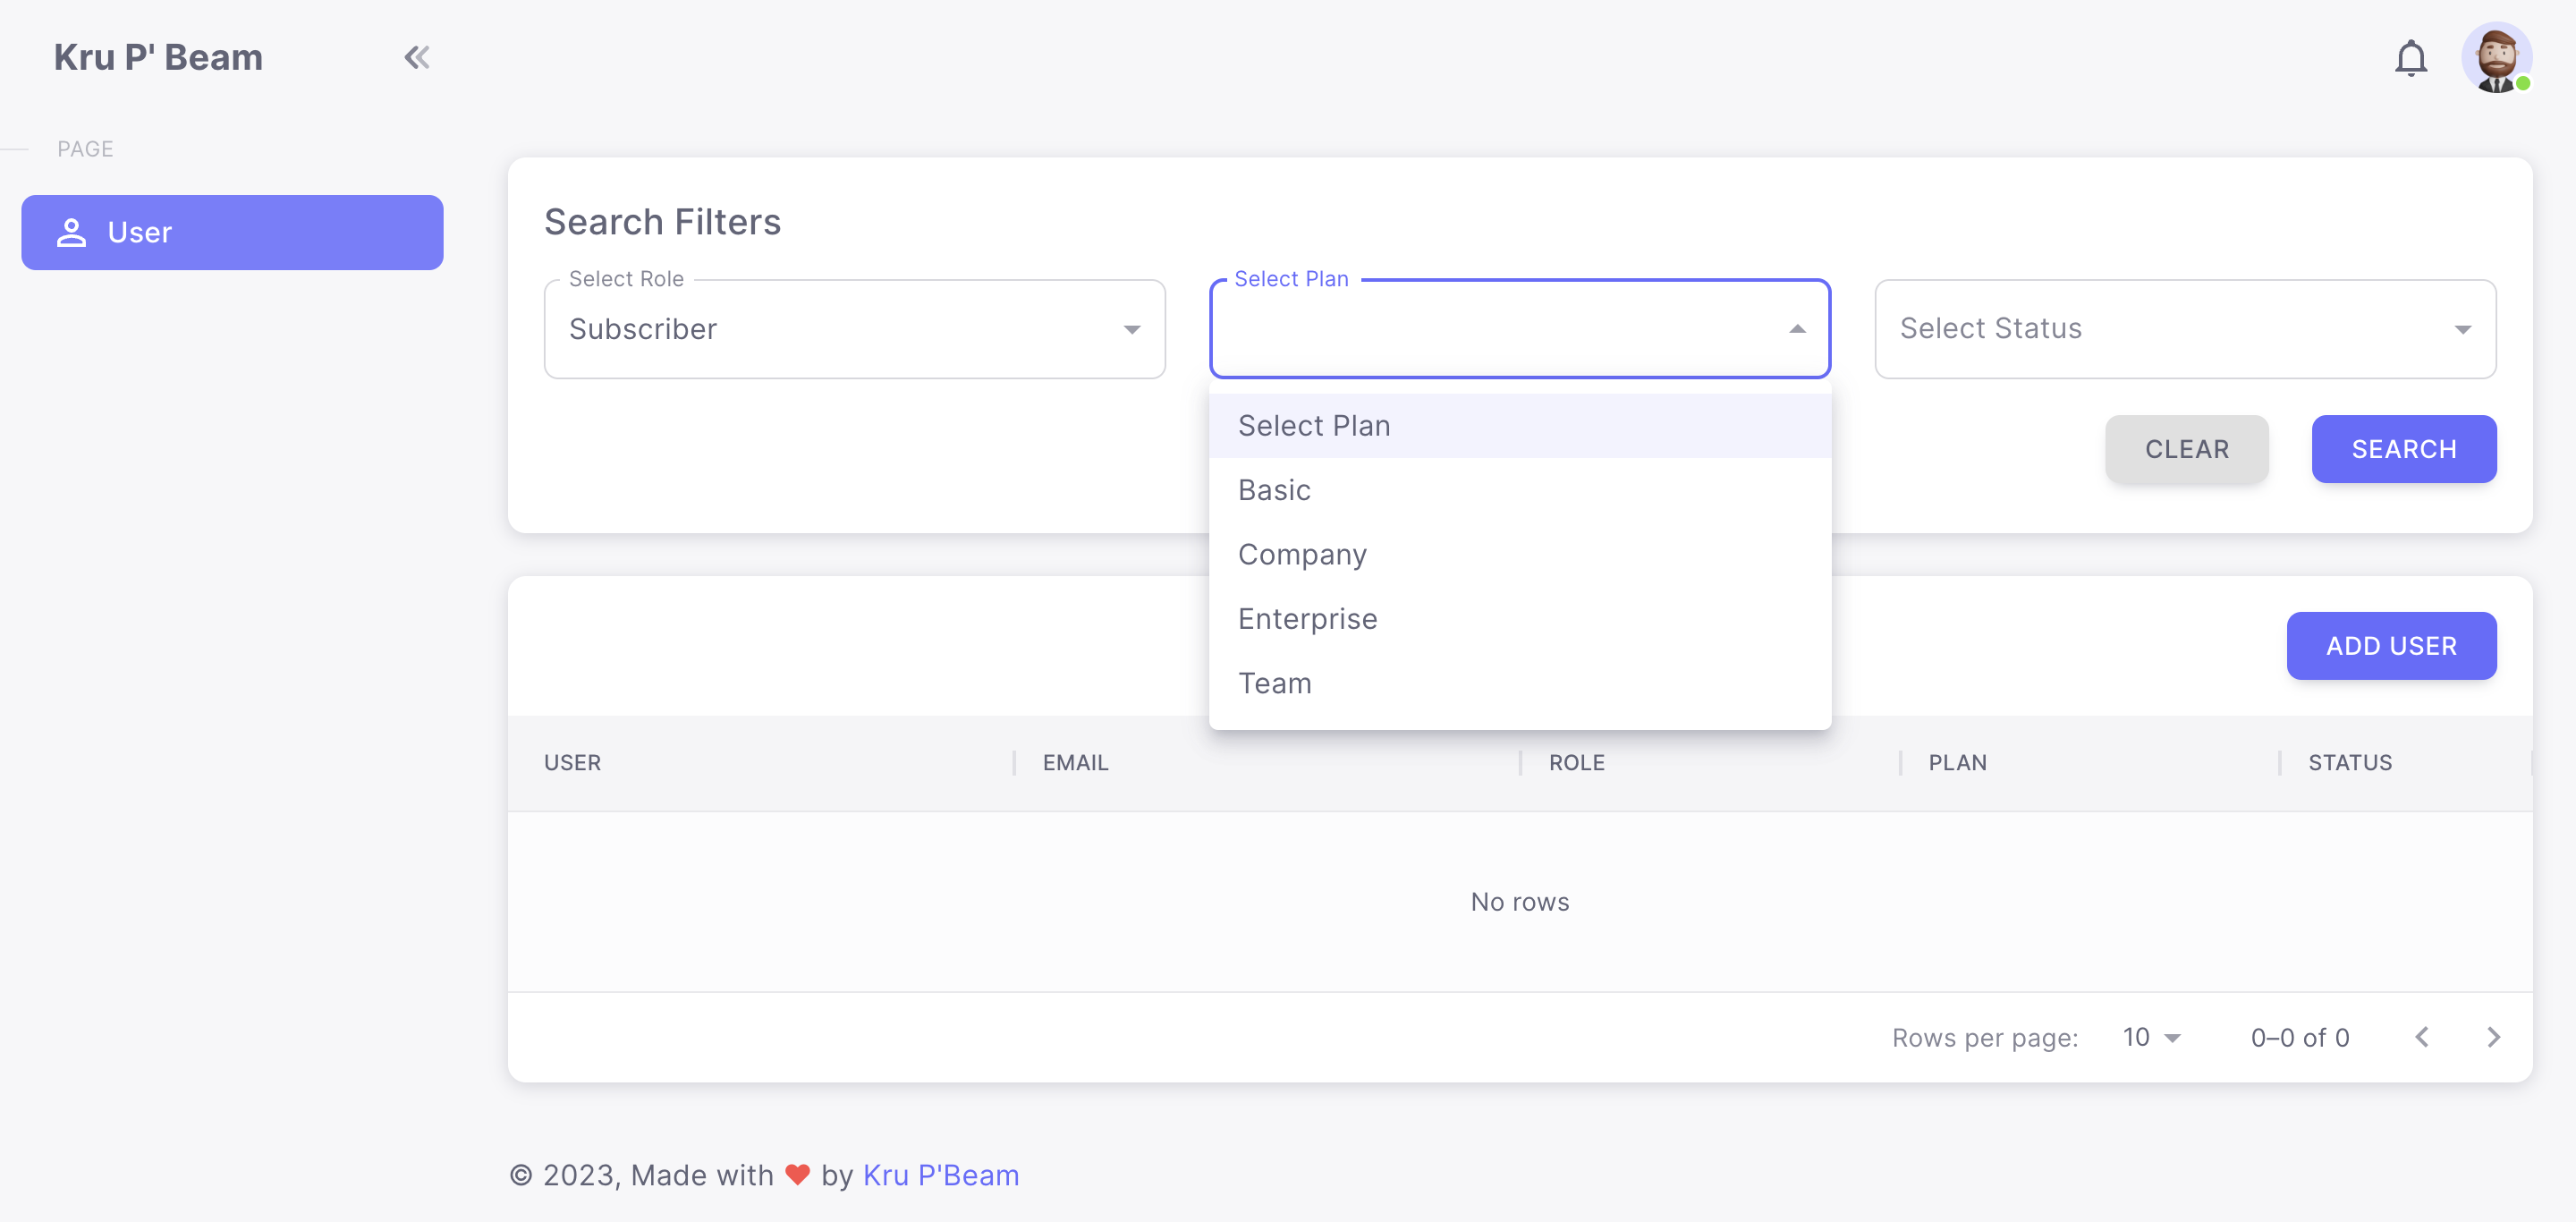 Kru P' Beam
PAGE
User
Search Filters
Select Role
Subscriber
Select Plan
Select Status
Select Plan
Basic
Company
Enterprise
Team
CLEAR
SEARCH
ADD USER
USER EMAIL ROLE PLAN STATUS
No rows
Rows per page: 10 0–0 of 0
© 2023, Made with ❤ by Kru P'Beam